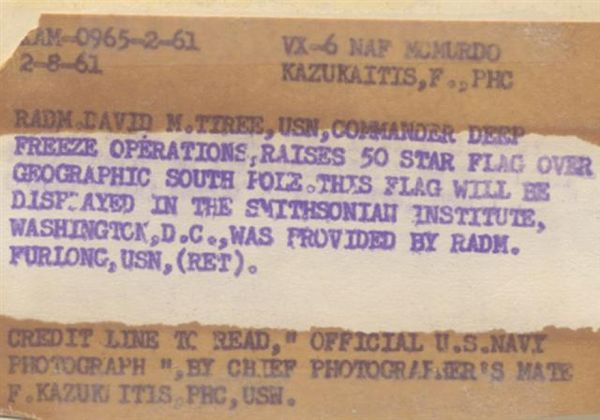 KAM-0965-2-61 VX-6 NAF MCMURDO
2-8-61 KAZUKAITIS,F.,PHC
RADM.DAVID M.TYREE,USN,COMMANDER DEEP
FREEZE OPERATIONS,RAISES 50 STAR FLAG OVER
GEOGRAPHIC SOUTH POLE.THIS FLAG WILL BE
DISPLAYED IN THE SMITHSONIAN INSTITUTE,
WASHINGTON,D.C.,WAS PROVIDED BY RADM.
FURLONG,USN,(RET).
CREDIT LINE TO READ," OFFICIAL U.S.NAVY
PHOTOGRAPH ",BY CHIEF PHOTOGRAPHER'S MATE
F.KAZUKAITIS,PHC,USN.